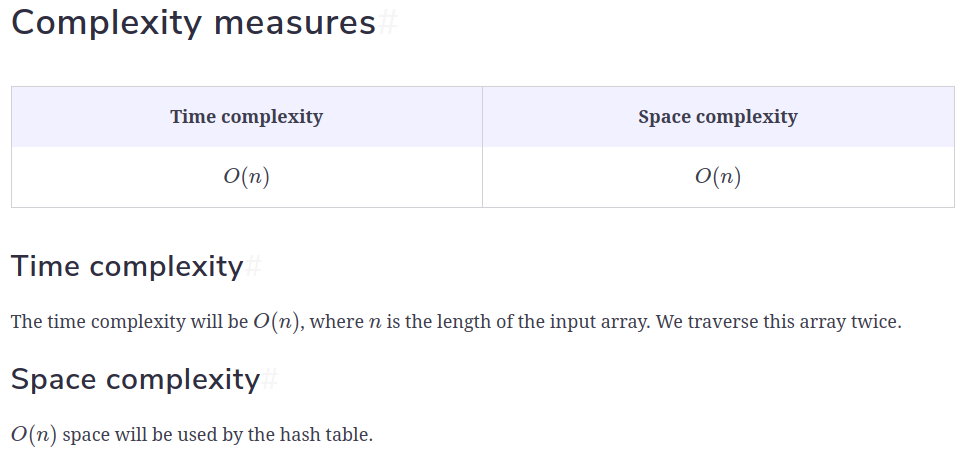 Complexity measures#
Time complexity Space complexity
O(n) O(n)
Time complexity#
The time complexity will be O(n), where n is the length of the input array. We traverse this array twice.
Space complexity#
O(n) space will be used by the hash table.